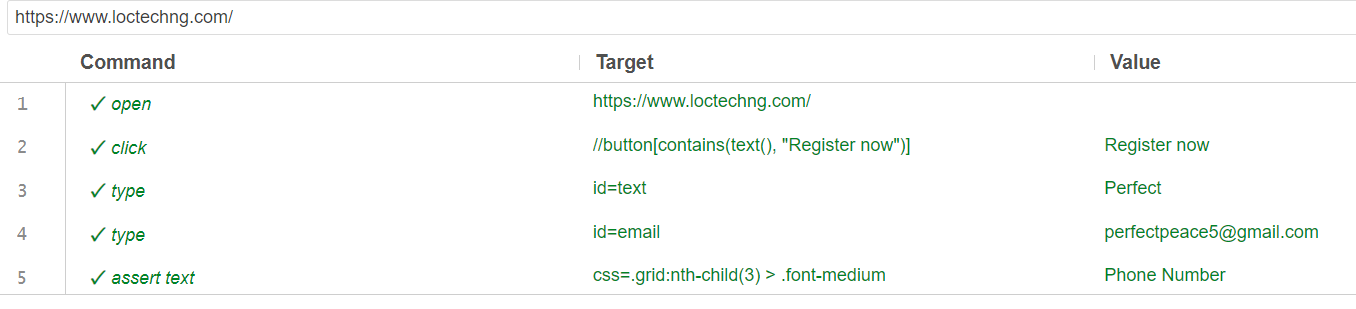 https://www.loctechng.com/
Command Target Value
1 ✓ open https://www.loctechng.com/
2 ✓ click //button[contains(text(), "Register now")] Register now
3 ✓ type id=text Perfect
4 ✓ type id=email perfectpeace5@gmail.com
5 ✓ assert text css=.grid:nth-child(3) > .font-medium Phone Number